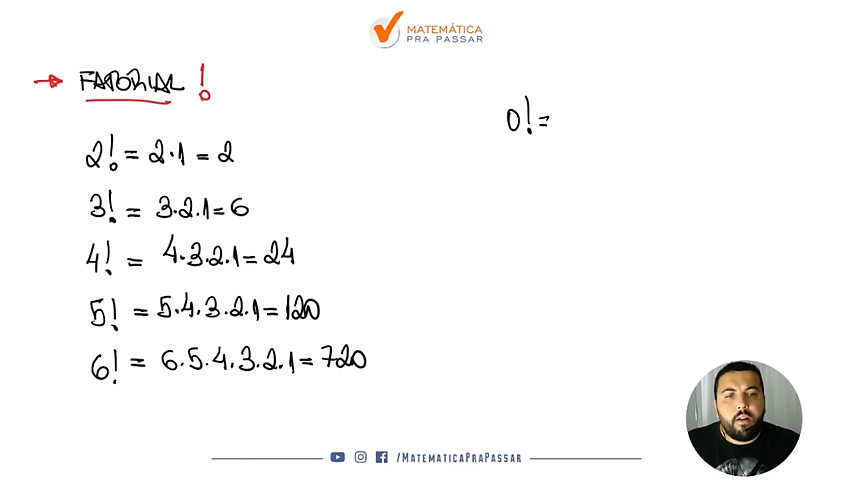 MATEMÁTICA
PRA PASSAR
→ FATORIAL !
0! =
2! = 2·1 = 2
3! = 3.2.1 = 6
4! = 4.3.2.1 = 24
5! = 5.4.3.2.1 = 120
6! = 6.5.4.3.2.1 = 720
/MATEMATICAPRAPASSAR